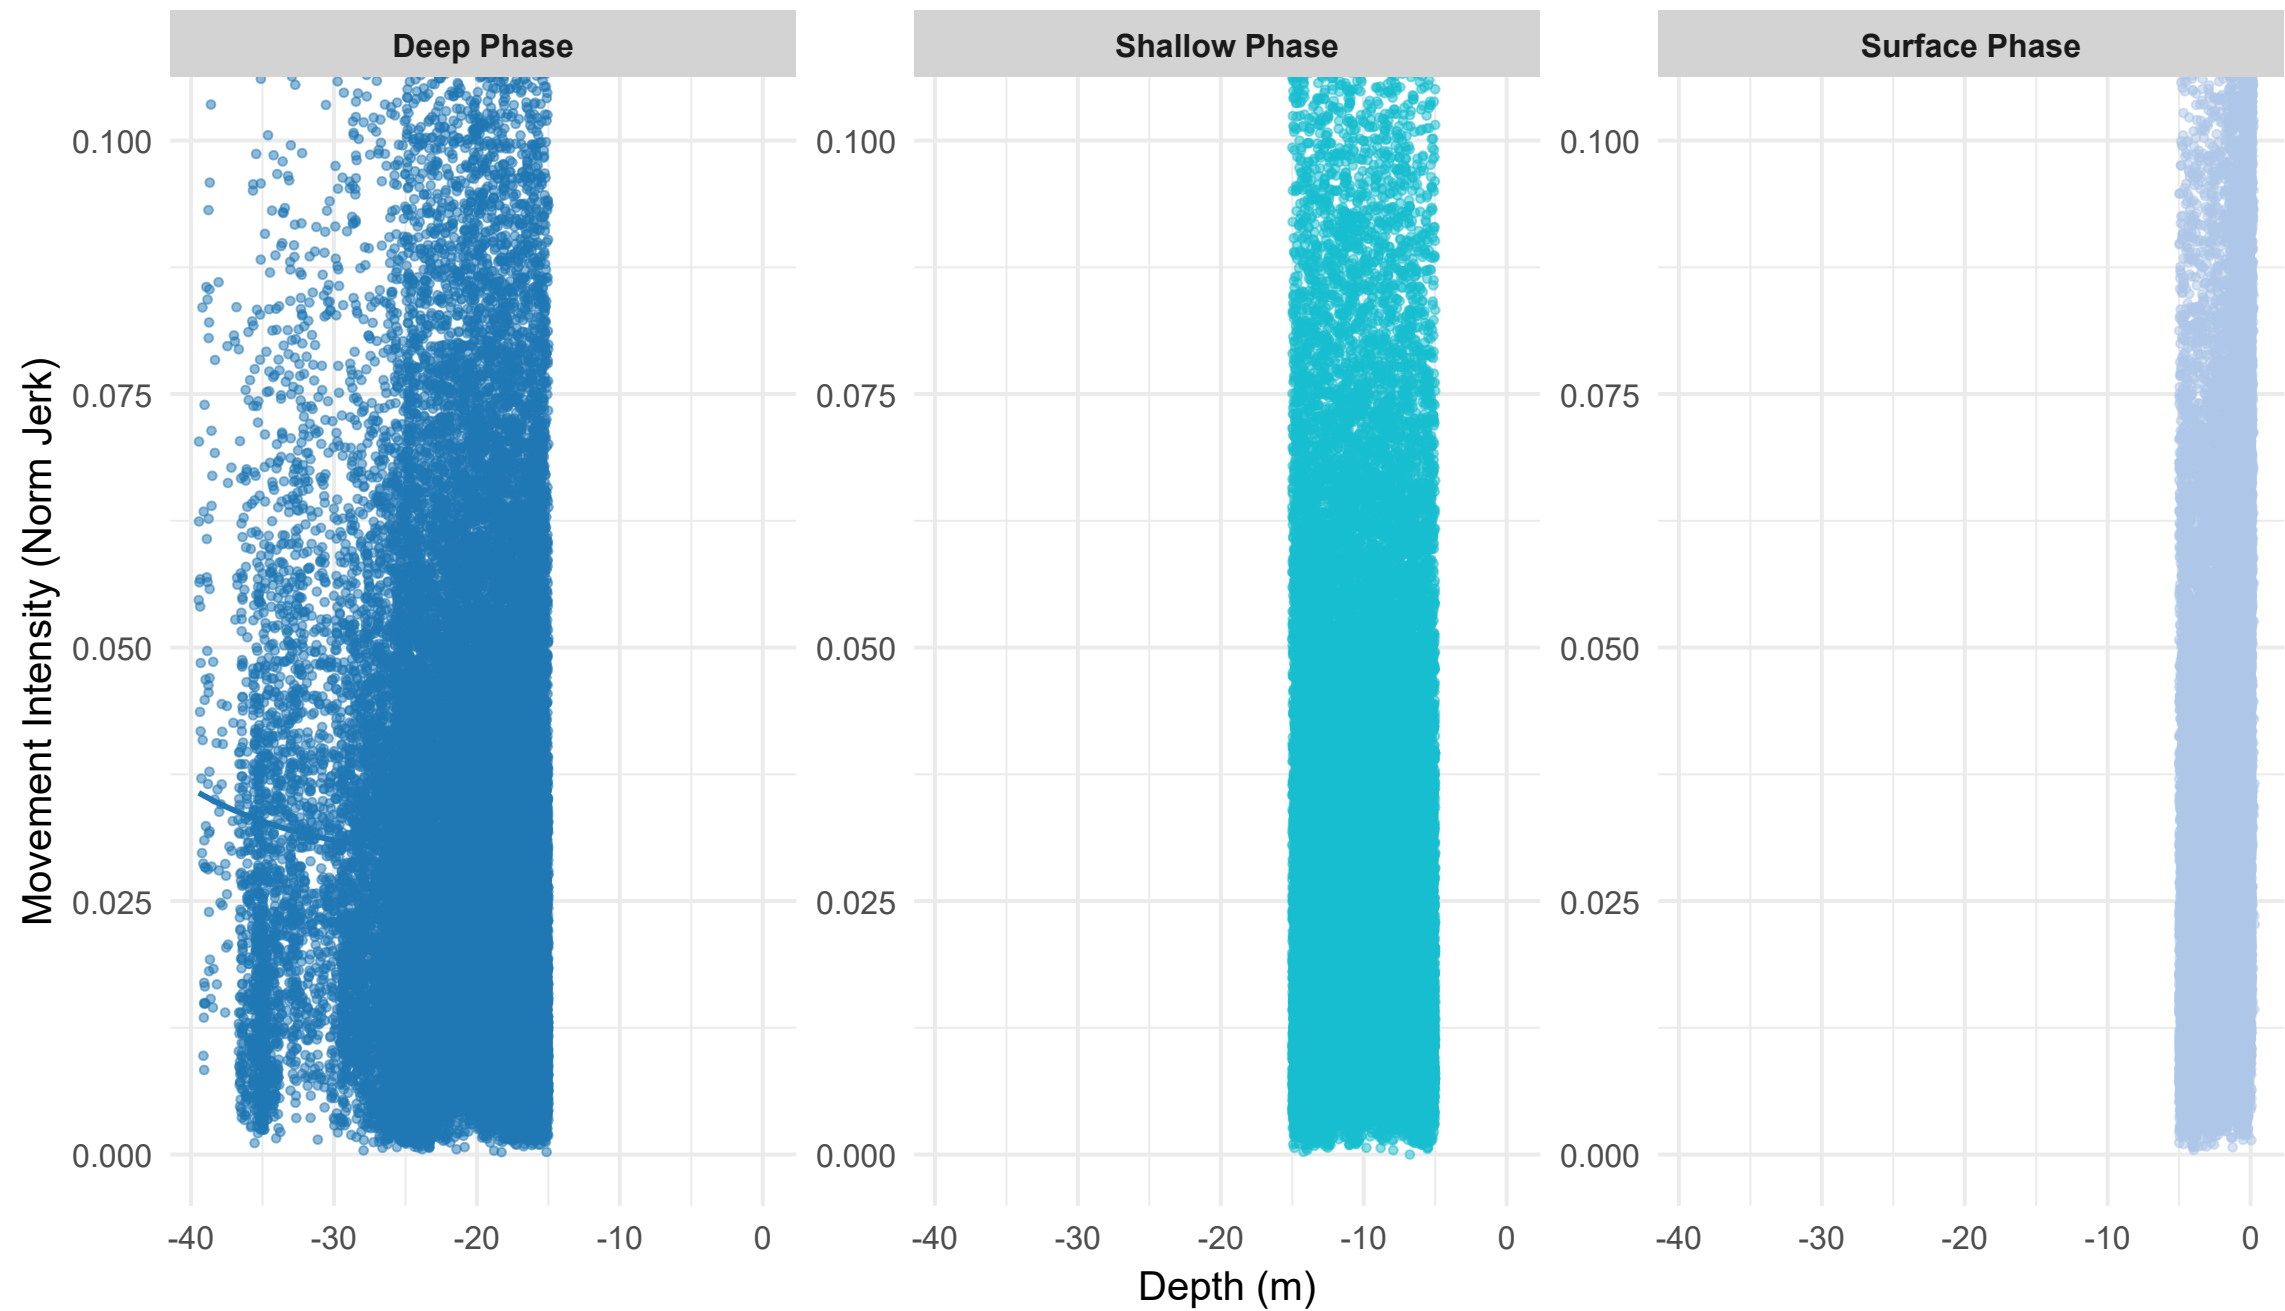 Deep Phase Shallow Phase Surface Phase
Movement Intensity (Norm Jerk)
0.100 0.100 0.100
0.075 0.075 0.075
0.050 0.050 0.050
0.025 0.025 0.025
0.000 0.000 0.000
-40 -30 -20 -10 0 -40 -30 -20 -10 0 -40 -30 -20 -10 0
Depth (m)